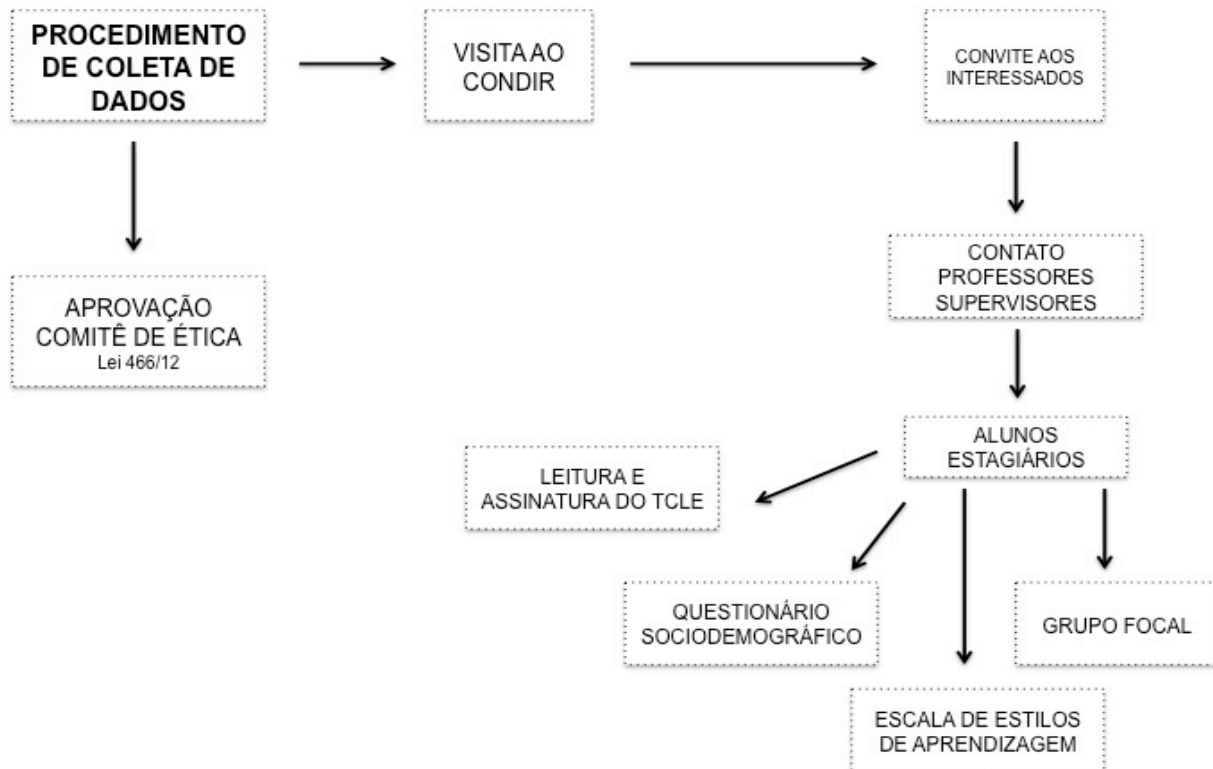 PROCEDIMENTO
DE COLETA DE
DADOS
VISITA AO
CONDIR
CONVITE AOS
INTERESSADOS
APROVAÇÃO
COMITÊ DE ÉTICA
Lei 466/12
CONTATO
PROFESSORES
SUPERVISORES
ALUNOS
ESTAGIÁRIOS
LEITURA E
ASSINATURA DO TCLE
QUESTIONÁRIO
SOCIODEMOGRÁFICO
GRUPO FOCAL
ESCALA DE ESTILOS
DE APRENDIZAGEM